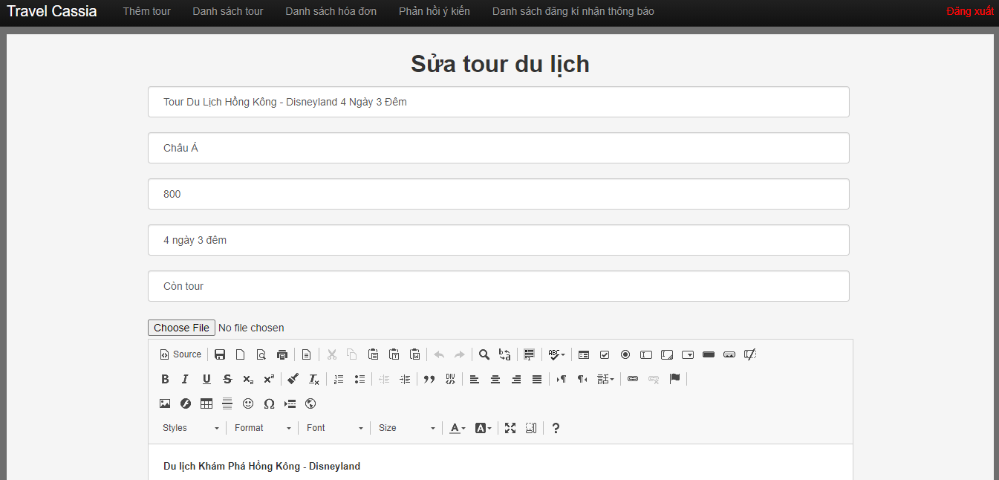 Travel Cassia Thêm tour Danh sách tour Danh sách hóa đơn Phản hồi ý kiến Danh sách đăng kí nhận thông báo Đăng xuất
Sửa tour du lịch
Tour Du Lịch Hồng Kông - Disneyland 4 Ngày 3 Đêm
Châu Á
800
4 ngày 3 đêm
Còn tour
Choose File No file chosen
Source
Styles Format Font Size
Du lịch Khám Phá Hồng Kông - Disneyland